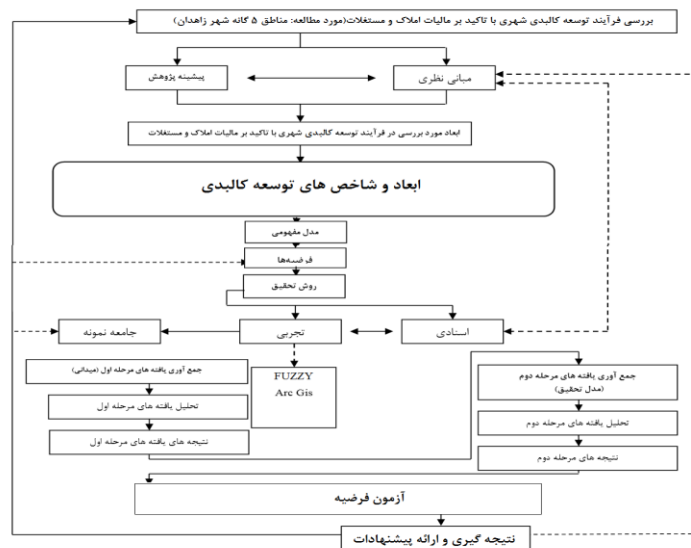 بررسی فرآیند توسعه کالبدی شهری با تاکید بر مالیات املاک و مستغلات(مورد مطالعه: مناطق ۵ گانه شهر زاهدان)
مبانی نظری
پیشینه پژوهش
ابعاد مورد بررسی در فرآیند توسعه کالبدی شهری با تاکید بر مالیات املاک و مستغلات
ابعاد و شاخص های توسعه کالبدی
مدل مفهومی
فرضیه‌ها
روش تحقیق
اسنادی
تجربی
جامعه نمونه
FUZZY
Arc Gis
جمع آوری یافته های مرحله اول (میدانی)
تحلیل یافته های مرحله اول
نتیجه های یافته های مرحله اول
جمع آوری یافته های مرحله دوم
(مدل تحقیق)
تحلیل یافته های مرحله دوم
نتیجه های مرحله دوم
آزمون فرضیه
نتیجه گیری و ارائه پیشنهادات